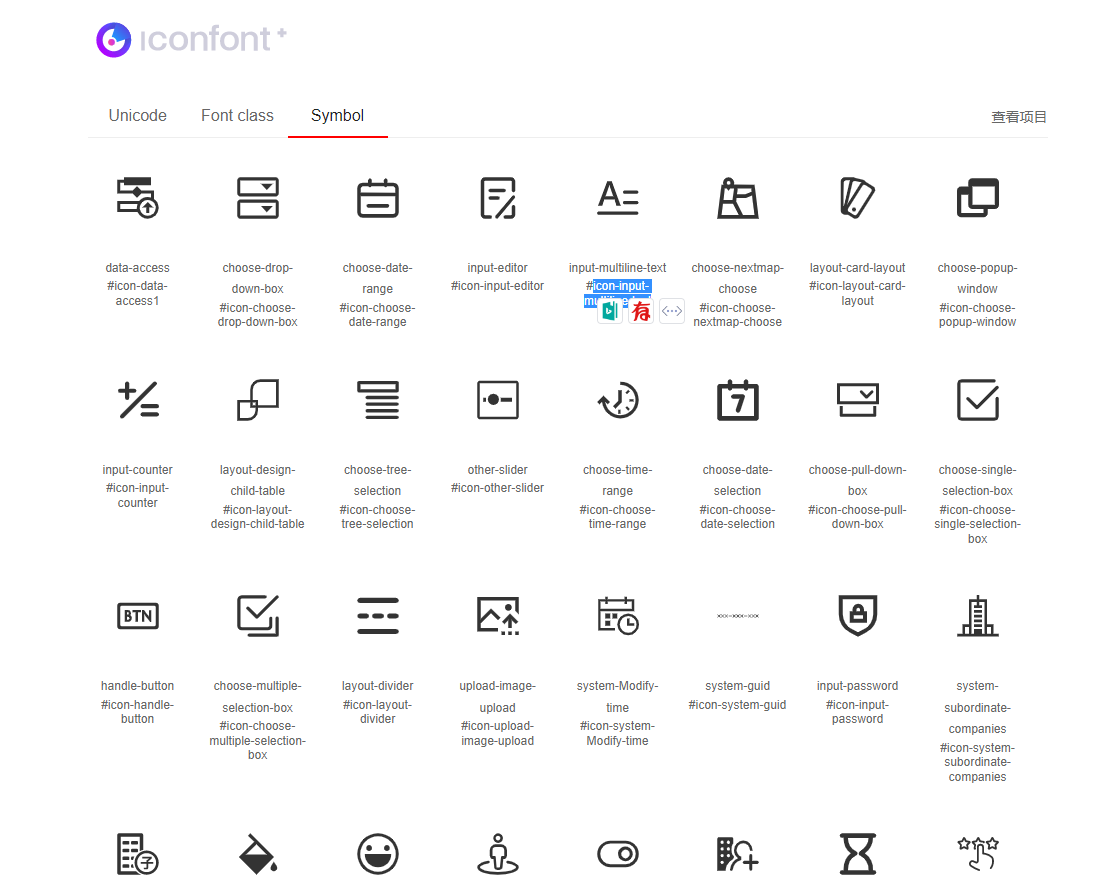 iconfont+
Unicode Font class Symbol 查看项目
data-access
#icon-data-
access1
choose-drop-
down-box
#icon-choose-
drop-down-box
choose-date-
range
#icon-choose-
date-range
input-editor
#icon-input-editor
input-multiline-text
#icon-input-
multiline-text
有
choose-nextmap-
choose
#icon-choose-
nextmap-choose
layout-card-layout
#icon-layout-card-
layout
choose-popup-
window
#icon-choose-
popup-window
input-counter
#icon-input-
counter
layout-design-
child-table
#icon-layout-
design-child-table
choose-tree-
selection
#icon-choose-
tree-selection
other-slider
#icon-other-slider
choose-time-
range
#icon-choose-
time-range
7
choose-date-
selection
#icon-choose-
date-selection
choose-pull-down-
box
#icon-choose-pull-
down-box
choose-single-
selection-box
#icon-choose-
single-selection-
box
BTN
handle-button
#icon-handle-
button
choose-multiple-
selection-box
#icon-choose-
multiple-selection-
box
layout-divider
#icon-layout-
divider
upload-image-
upload
#icon-upload-
image-upload
system-Modify-
time
#icon-system-
Modify-time
system-guid
#icon-system-guid
input-password
#icon-input-
password
system-
subordinate-
companies
#icon-system-
subordinate-
companies
子